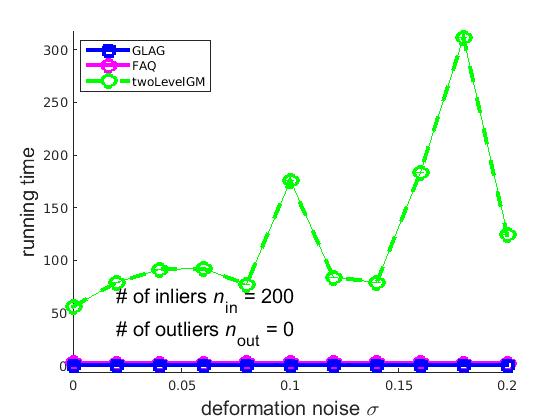 300
250
200
150
100
50
0
running time
GLAG
FAQ
twoLevelGM
# of inliers n_in = 200
# of outliers n_out = 0
0 0.05 0.1 0.15 0.2
deformation noise σ